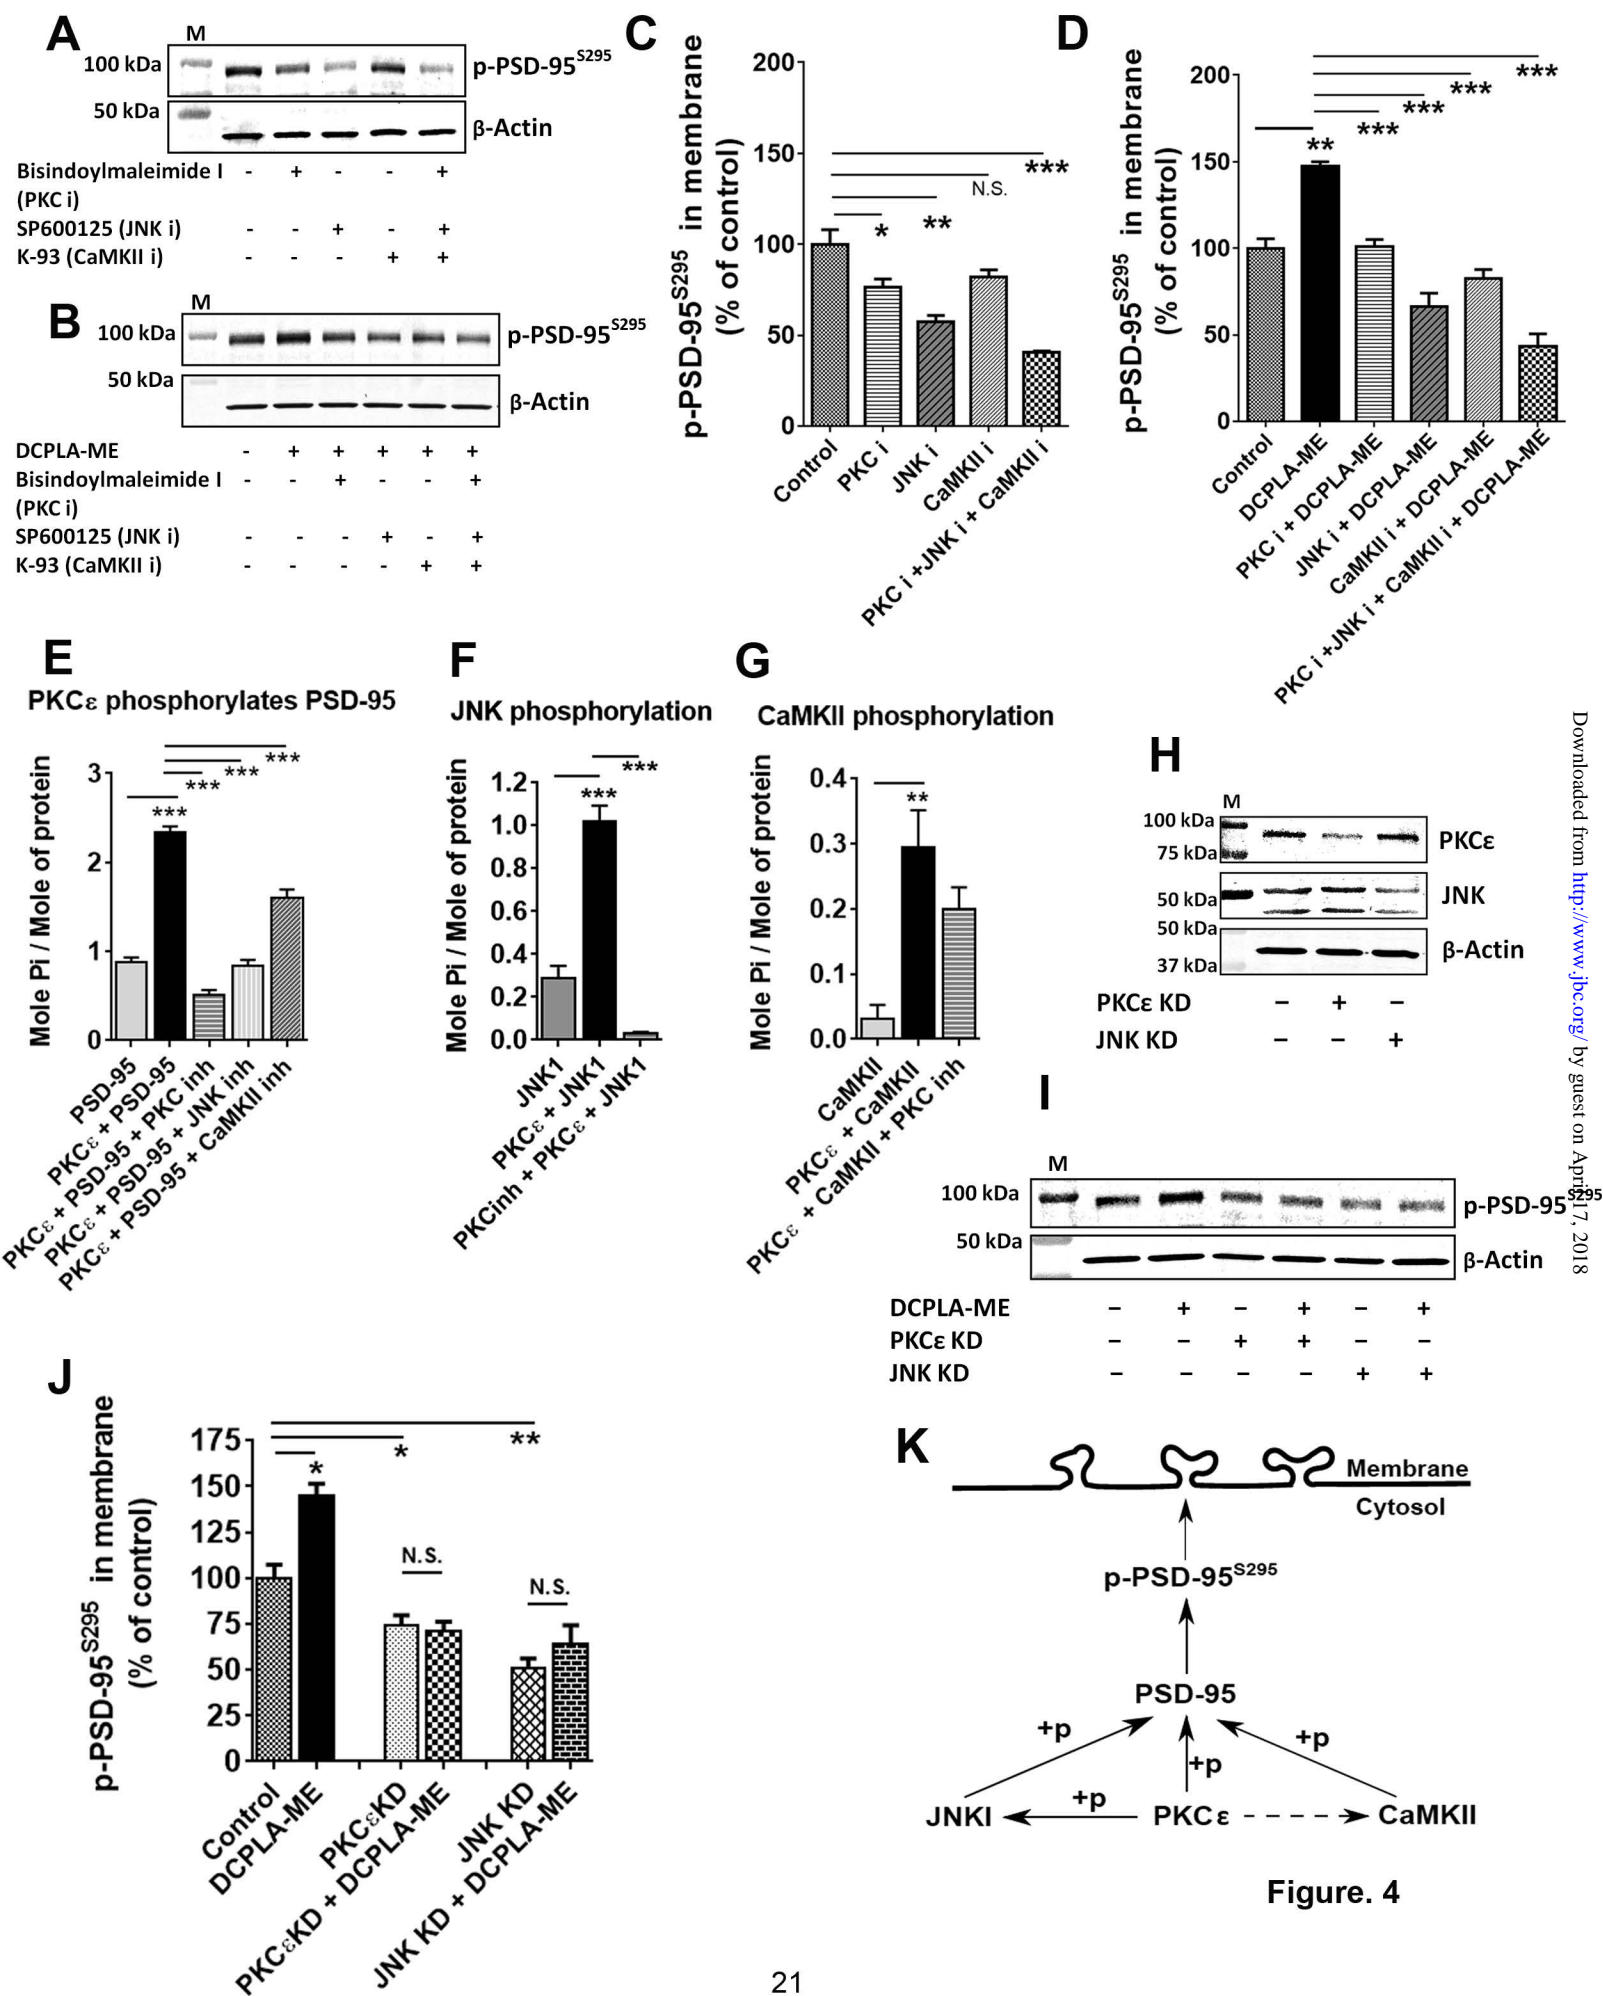 A
M
100 kDa
p-PSD-95S295
50 kDa
β-Actin
Bisindoylmaleimide I - + - - +
(PKC i)
SP600125 (JNK i) - - + - +
K-93 (CaMKII i) - - - + +
B
M
100 kDa
p-PSD-95S295
50 kDa
β-Actin
DCPLA-ME - + + + + +
Bisindoylmaleimide I - - + - - +
(PKC i)
SP600125 (JNK i) - - - + - +
K-93 (CaMKII i) - - - - + +
C
p-PSD-95S295 in membrane
(% of control)
200
150
100
50
0
*
**
N.S.
***
Control
PKC i
JNK i
CaMKII i
PKC i +JNK i + CaMKII i
D
p-PSD-95S295 in membrane
(% of control)
200
150
100
50
0
**
***
***
***
***
Control
DCPLA-ME
PKC i + DCPLA-ME
JNK i + DCPLA-ME
CaMKII i + DCPLA-ME
PKC i +JNK i + CaMKII i + DCPLA-ME
E
PKCε phosphorylates PSD-95
Mole Pi / Mole of protein
3
2
1
0
***
***
***
***
PSD-95
PKCε + PSD-95
PKCε + PSD-95 + PKC inh
PKCε + PSD-95 + JNK inh
PKCε + PSD-95 + CaMKII inh
F
JNK phosphorylation
Mole Pi / Mole of protein
1.2
1.0
0.8
0.6
0.4
0.2
0.0
***
***
JNK1
PKCε + JNK1
PKCinh + PKCε + JNK1
G
CaMKII phosphorylation
Mole Pi / Mole of protein
0.4
0.3
0.2
0.1
0.0
**
CaMKII
PKCε + CaMKII
PKCε + CaMKII + PKC inh
H
M
100 kDa
75 kDa
PKCε
50 kDa
JNK
50 kDa
37 kDa
β-Actin
PKCε KD – + –
JNK KD – – +
I
M
100 kDa
p-PSD-95S295
50 kDa
β-Actin
DCPLA-ME – + – + – +
PKCε KD – – + + – –
JNK KD – – – – + +
J
p-PSD-95S295 in membrane
(% of control)
175
150
125
100
75
50
25
0
*
*
**
N.S.
N.S.
Control
DCPLA-ME
PKCεKD
PKCεKD + DCPLA-ME
JNK KD
JNK KD + DCPLA-ME
K
Membrane
Cytosol
p-PSD-95S295
PSD-95
+p
+p
+p
JNKI
+p
PKCε
CaMKII
Figure. 4
21
Downloaded from http://www.jbc.org/ by guest on April 17, 2018